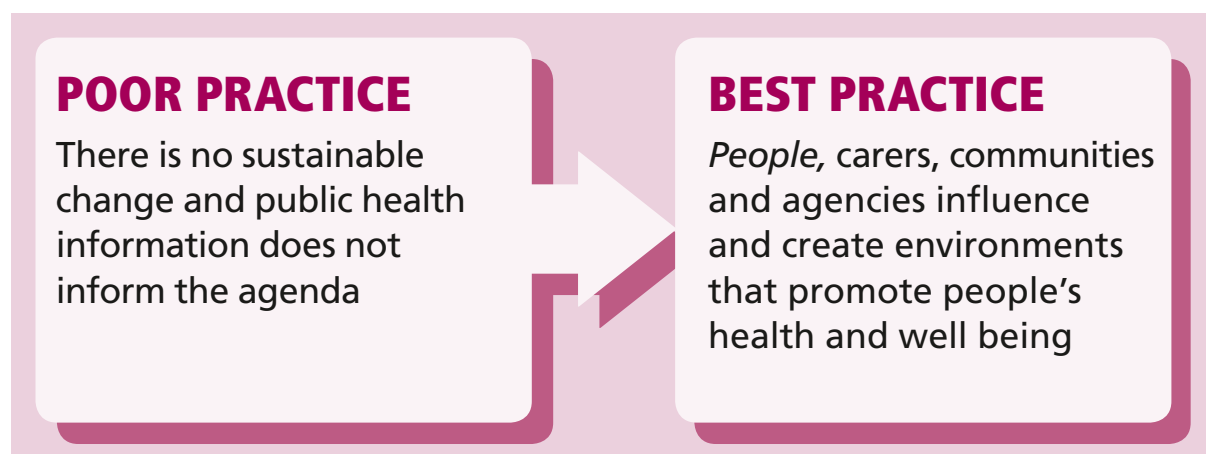 POOR PRACTICE
There is no sustainable
change and public health
information does not
inform the agenda
BEST PRACTICE
People, carers, communities
and agencies influence
and create environments
that promote people’s
health and well being